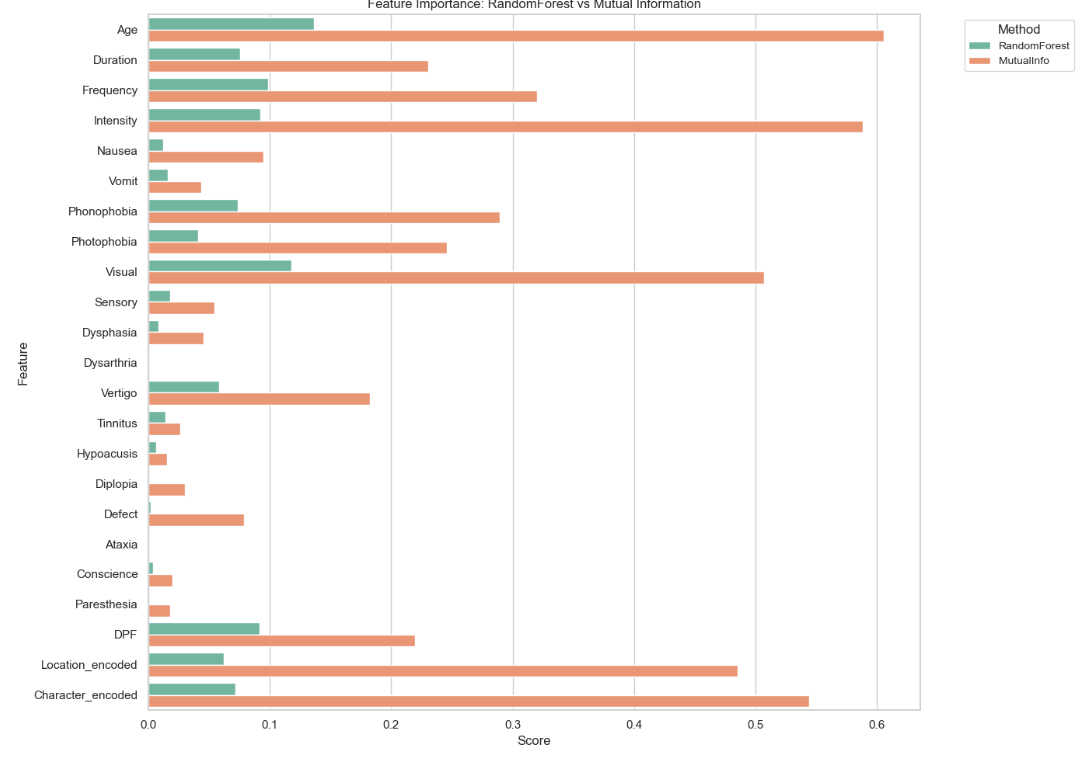 Feature Importance: RandomForest vs Mutual Information
Method
RandomForest
MutualInfo
Feature
Age
Duration
Frequency
Intensity
Nausea
Vomit
Phonophobia
Photophobia
Visual
Sensory
Dysphasia
Dysarthria
Vertigo
Tinnitus
Hypoacusis
Diplopia
Defect
Ataxia
Conscience
Paresthesia
DPF
Location_encoded
Character_encoded
0.0 0.1 0.2 0.3 0.4 0.5 0.6
Score